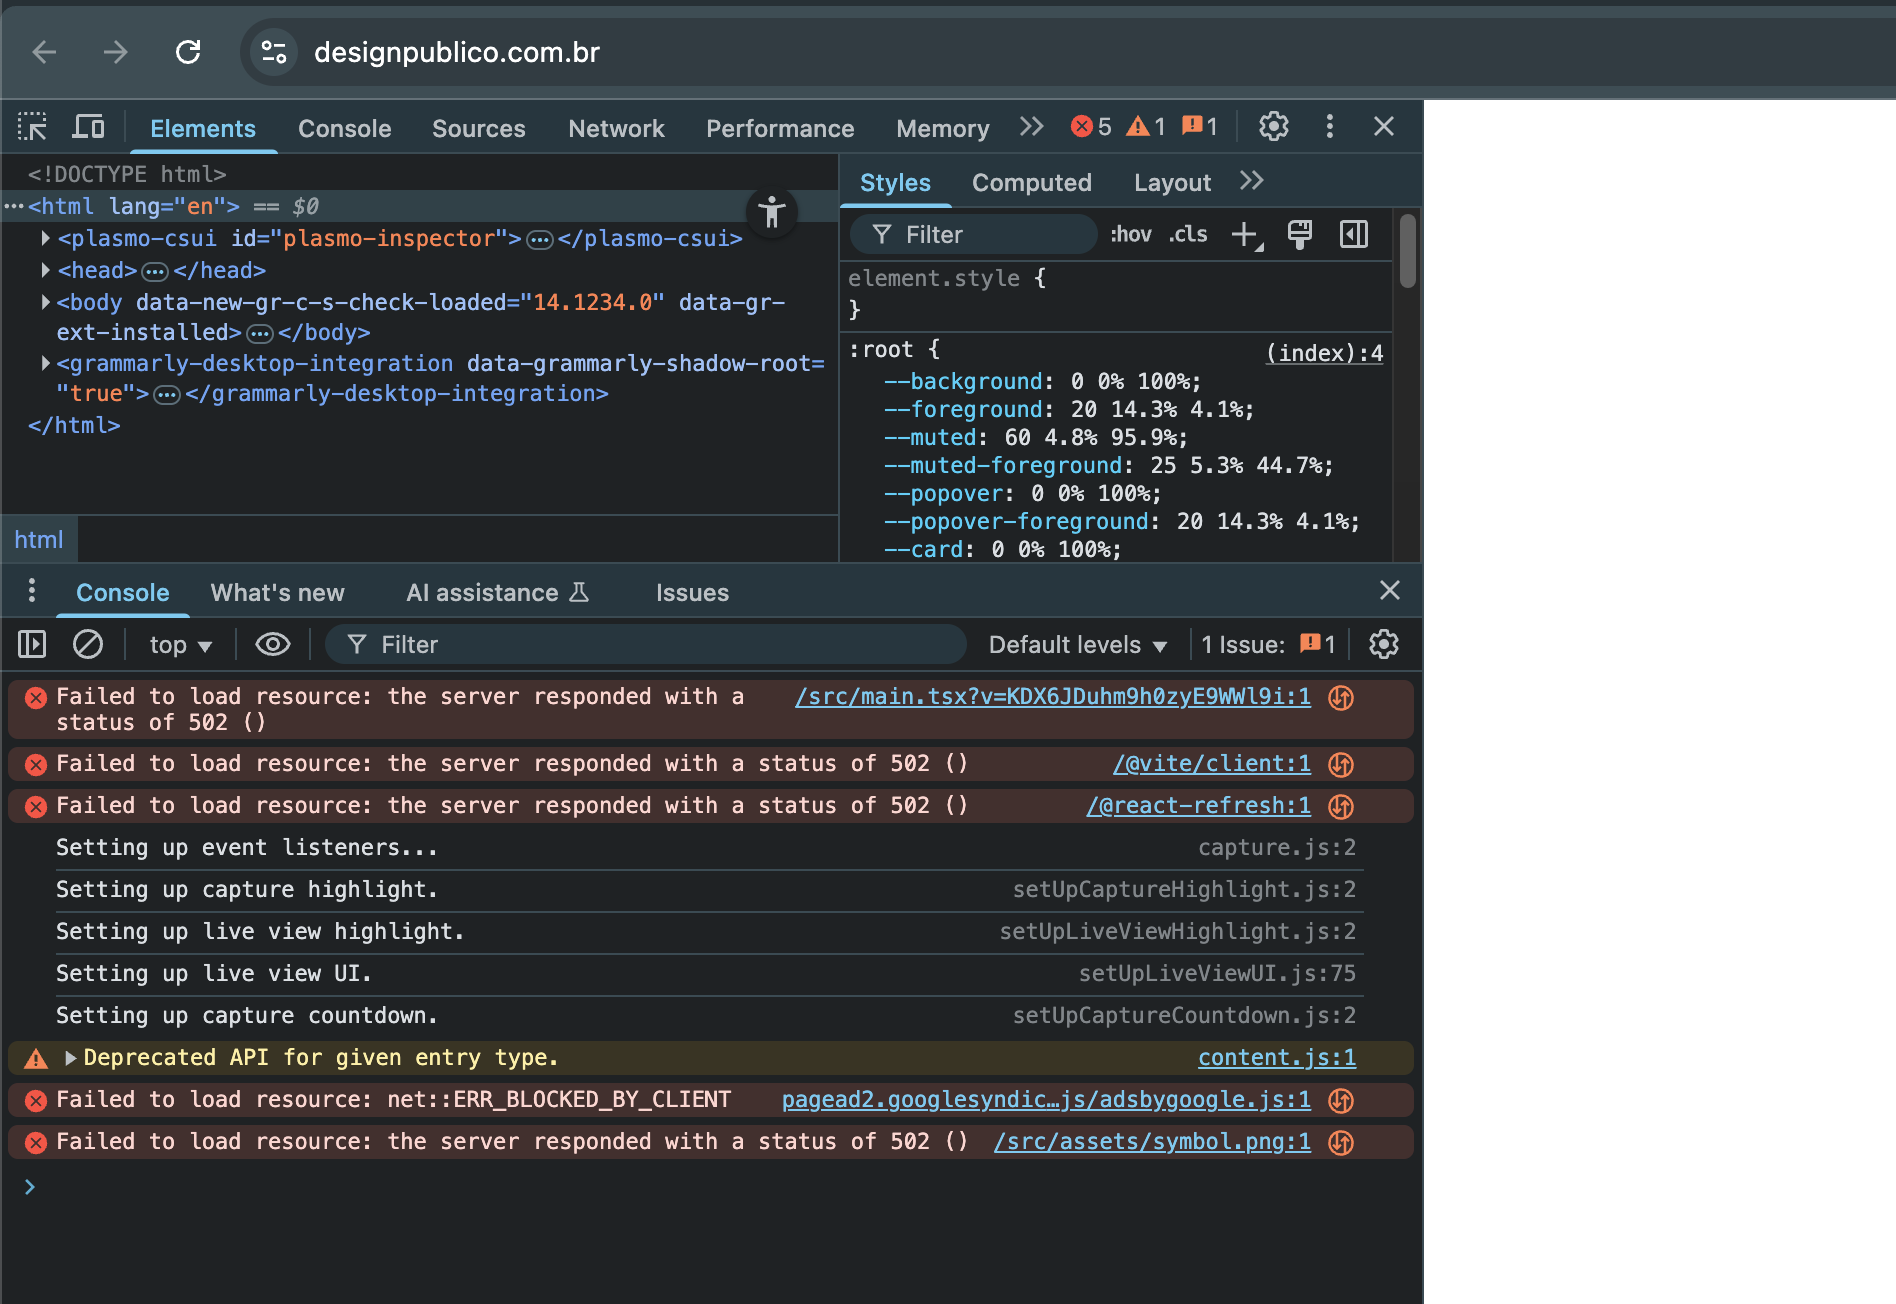 designpublico.com.br
Elements Console Sources Network Performance Memory 5 1 1
<!DOCTYPE html>
<html lang="en"> == $0
<plasmo-csui id="plasmo-inspector">…</plasmo-csui>
<head>…</head>
<body data-new-gr-c-s-check-loaded="14.1234.0" data-gr-
ext-installed>…</body>
<grammarly-desktop-integration data-grammarly-shadow-root=
"true">…</grammarly-desktop-integration>
</html>
html
Styles Computed Layout
Filter :hov .cls
element.style {
}
:root { (index):4
--background: 0 0% 100%;
--foreground: 20 14.3% 4.1%;
--muted: 60 4.8% 95.9%;
--muted-foreground: 25 5.3% 44.7%;
--popover: 0 0% 100%;
--popover-foreground: 20 14.3% 4.1%;
--card: 0 0% 100%;
Console What's new AI assistance Issues
top Filter Default levels 1 Issue: 1
Failed to load resource: the server responded with a /src/main.tsx?v=KDX6JDuhm9h0zyE9WWl9i:1
status of 502 ()
Failed to load resource: the server responded with a status of 502 () /@vite/client:1
Failed to load resource: the server responded with a status of 502 () /@react-refresh:1
Setting up event listeners... capture.js:2
Setting up capture highlight. setUpCaptureHighlight.js:2
Setting up live view highlight. setUpLiveViewHighlight.js:2
Setting up live view UI. setUpLiveViewUI.js:75
Setting up capture countdown. setUpCaptureCountdown.js:2
Deprecated API for given entry type. content.js:1
Failed to load resource: net::ERR_BLOCKED_BY_CLIENT pagead2.googlesyndic…js/adsbygoogle.js:1
Failed to load resource: the server responded with a status of 502 () /src/assets/symbol.png:1